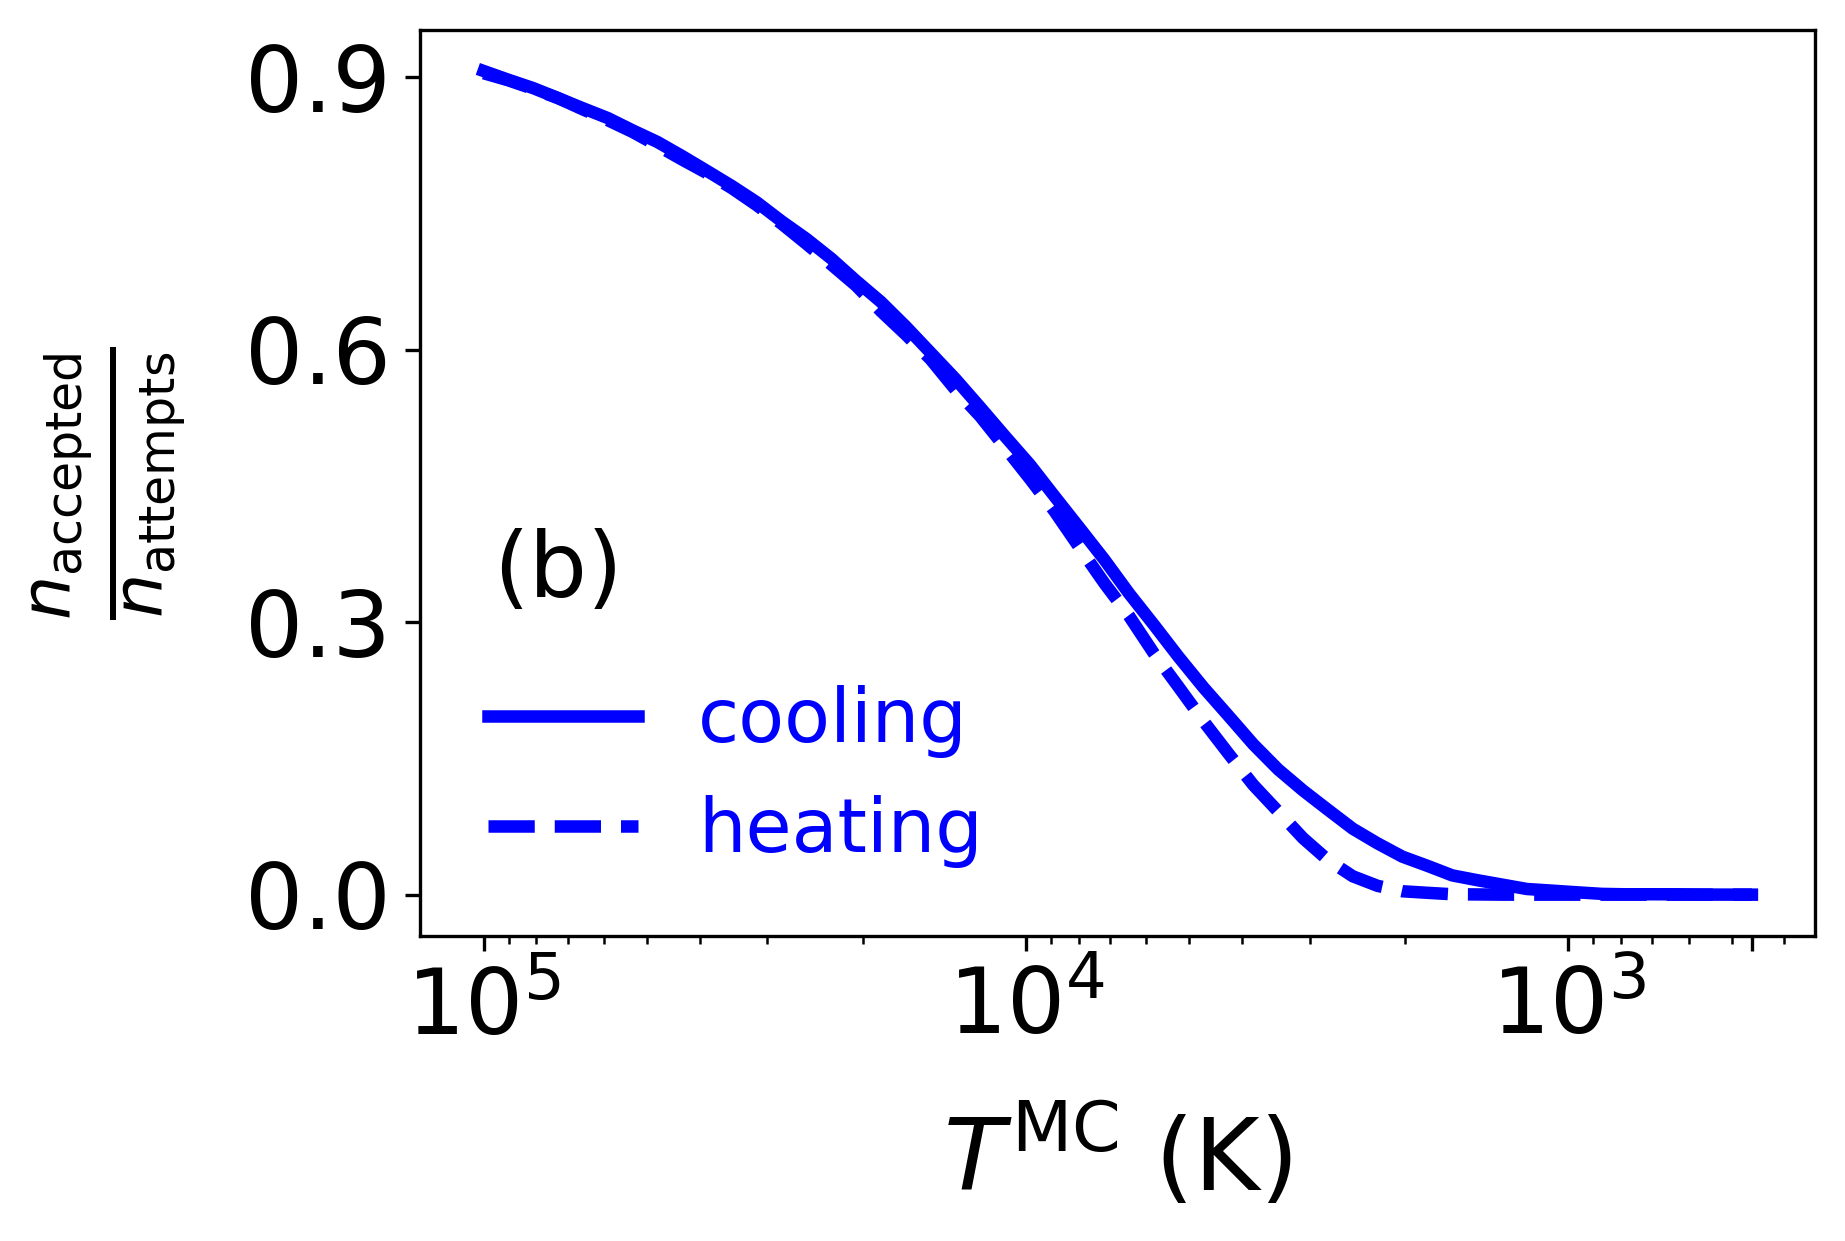 0.9
0.6
0.3
0.0
n_accepted
n_attempts
(b)
cooling
heating
10^5 10^4 10^3
T^MC (K)